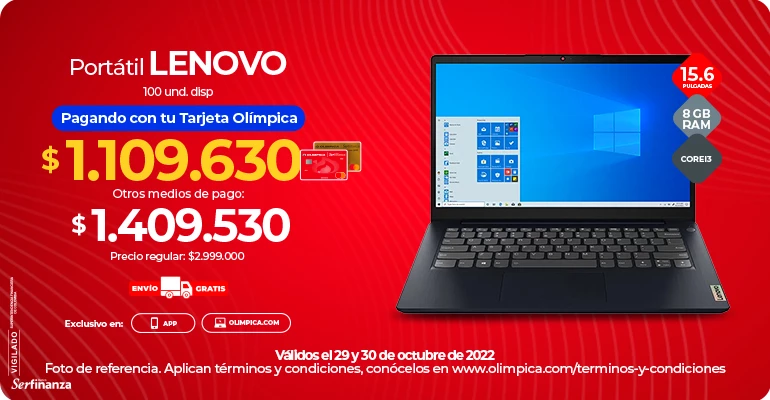 Portátil LENOVO
100 und. disp
Pagando con tu Tarjeta Olímpica
$ 1.109.630
Otros medios de pago:
$ 1.409.530
Precio regular: $2.999.000
ENVÍO GRATIS
Exclusivo en: APP OLIMPICA.COM
15.6
PULGADAS
8 GB
RAM
COREI3
Lenovo
Válidos el 29 y 30 de octubre de 2022
Foto de referencia. Aplican términos y condiciones, conócelos en www.olimpica.com/terminos-y-condiciones
VIGILADO
Serfinanza